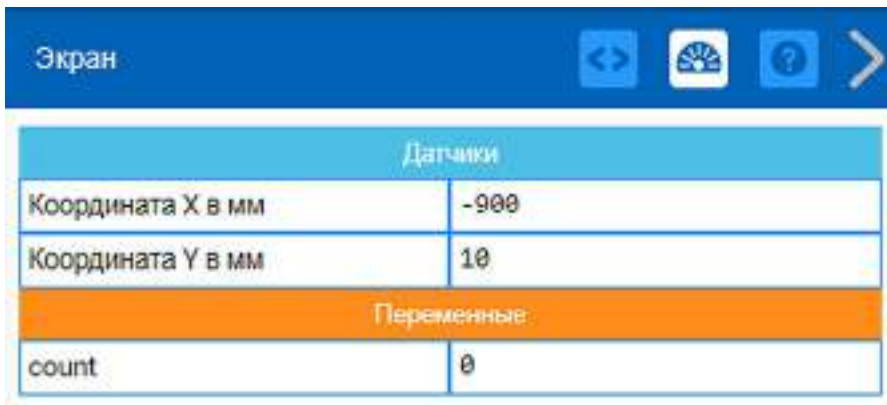 Экран
Датчики
Координата X в мм -900
Координата Y в мм 10
Переменные
count 0